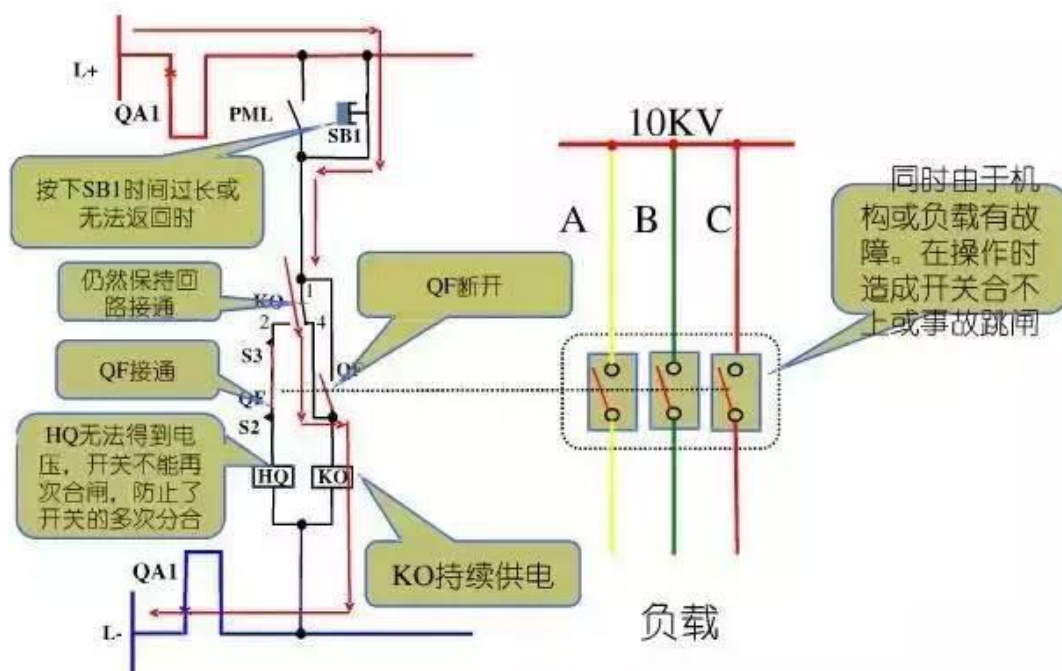 L+
QA1
PML
SB1
10KV
按下SB1时间过长或
无法返回时
同时由于机
构或负载有故
障。在操作时
造成开关合不
上或事故跳闸
A
B
C
仍然保持回
路接通
KO
1
2
4
QF断开
S3
QF
QF接通
QF
S2
HQ无法得到电
压，开关不能再
次合闸，防止了
开关的多次分合
HQ
KO
KO持续供电
QA1
L-
负载